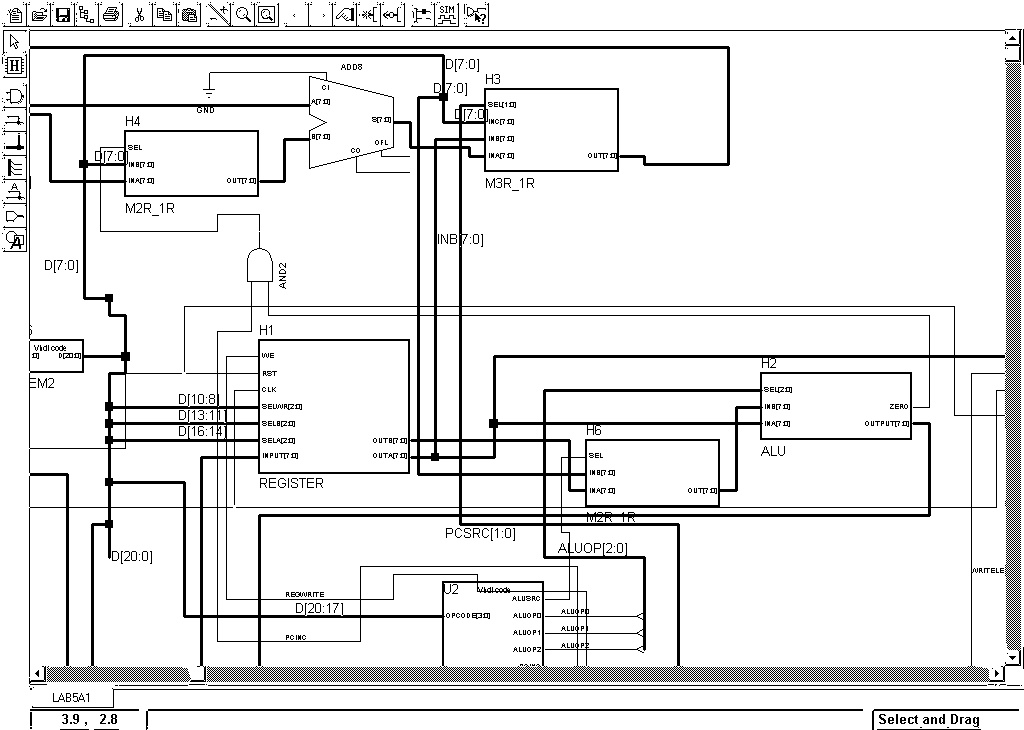 SIM
H
A
GND
ADD8
CI
A[7:0]
B[7:0]
S[7:0]
OFL
CO
D[7:0]
D[7:0]
D[7:0]
H3
SEL[1:0]
INC[7:0]
INB[7:0]
INA[7:0]
OUT[7:0]
M3R_1R
H4
SEL
D[7:0]
INB[7:0]
INA[7:0]
OUT[7:0]
M2R_1R
INB[7:0]
D[7:0]
AND2
Vhdl code
D[20:0]
EM2
H1
WE
RST
CLK
D[10:8]
SELWR[2:0]
D[13:11]
SELB[2:0]
D[16:14]
SELA[2:0]
INPUT[7:0]
OUTB[7:0]
OUTA[7:0]
REGISTER
H2
SEL[2:0]
INB[7:0]
INA[7:0]
ZERO
OUTPUT[7:0]
ALU
H6
SEL
INB[7:0]
INA[7:0]
OUT[7:0]
M2R_1R
PCSRC[1:0]
ALUOP[2:0]
D[20:0]
WRITELE
REGWRITE
D[20:17]
PCINC
U2
Vhdl code
OPCODE[3:0]
ALUSRC
ALUOP0
ALUOP1
ALUOP2
ALUOP0
ALUOP1
ALUOP2
LAB5A1
3.9 , 2.8
Select and Drag